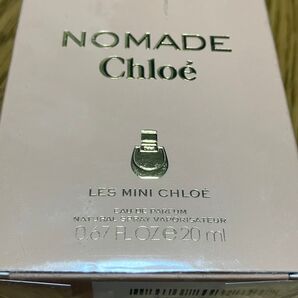 NOMADE
Chloé
LES MINI CHLOÉ
EAU DE PARFUM
NATURAL SPRAY VAPORISATEUR
0.67 FL OZ ℮ 20 ml